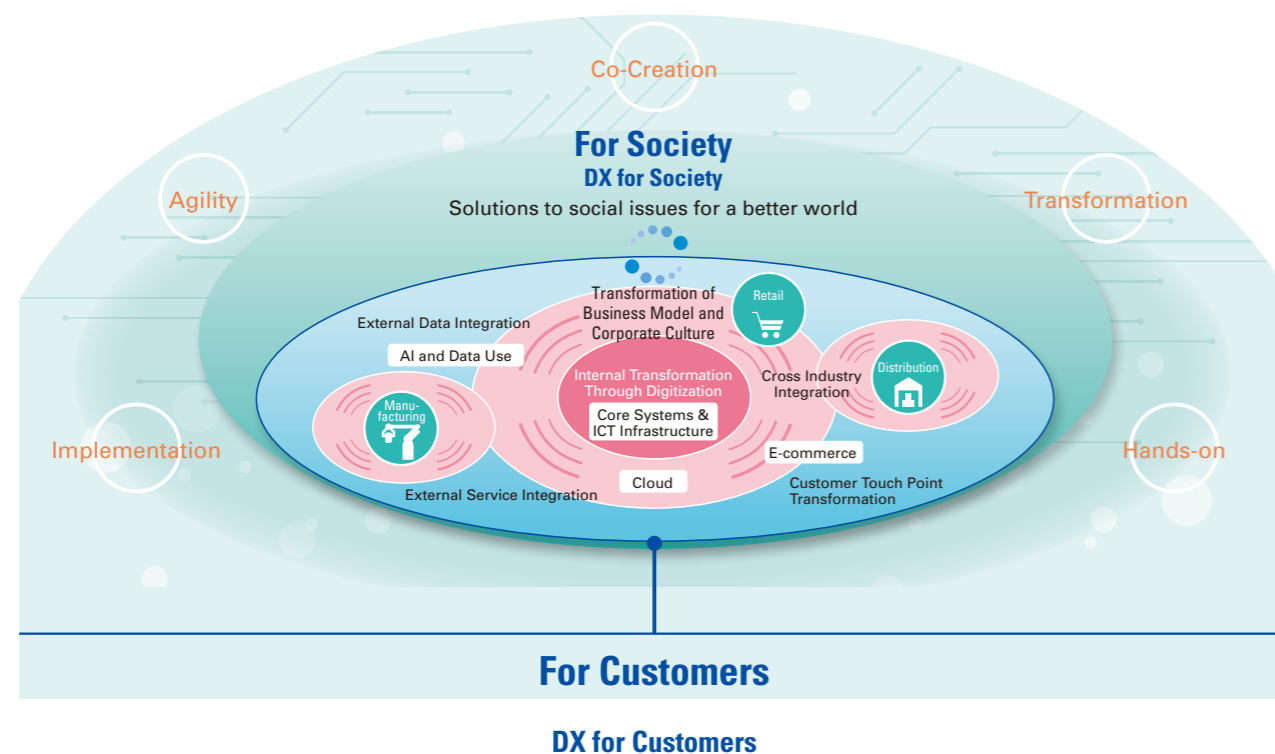 Co-Creation
For Society
DX for Society
Agility
Transformation
Solutions to social issues for a better world
Transformation of
Business Model and
Corporate Culture
Retail
External Data Integration
AI and Data Use
Internal Transformation
Through Digitization
Core Systems &
ICT Infrastructure
Cross Industry
Integration
Distribution
Manu-
facturing
Implementation
Hands-on
E-commerce
Cloud
External Service Integration
Customer Touch Point
Transformation
For Customers
DX for Customers